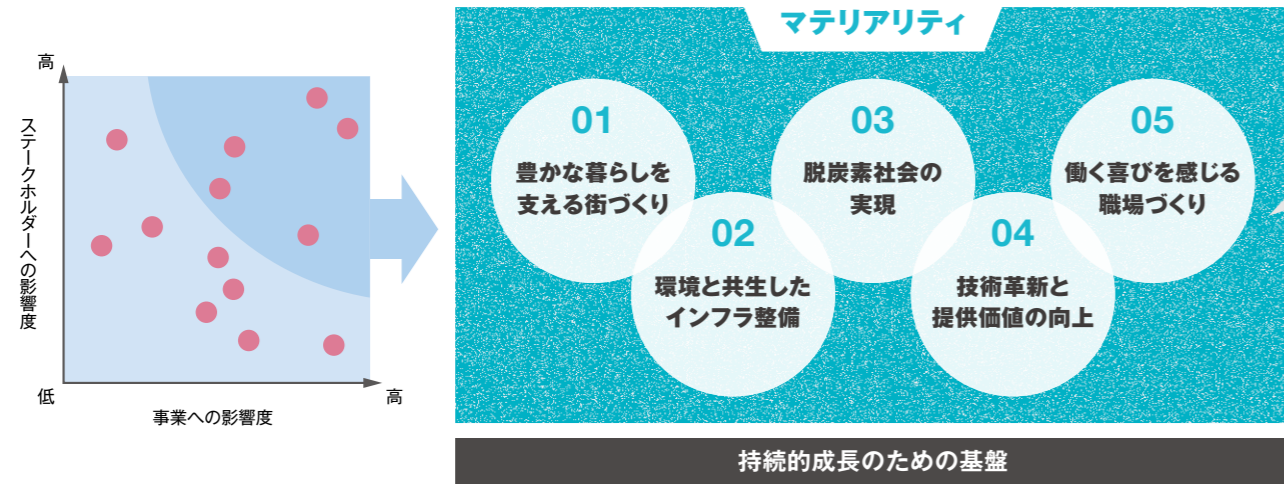 高
ステークホルダーへの影響度
低
高
事業への影響度
マテリアリティ
01
豊かな暮らしを
支える街づくり
02
環境と共生した
インフラ整備
03
脱炭素社会の
実現
04
技術革新と
提供価値の向上
05
働く喜びを感じる
職場づくり
持続的成長のための基盤